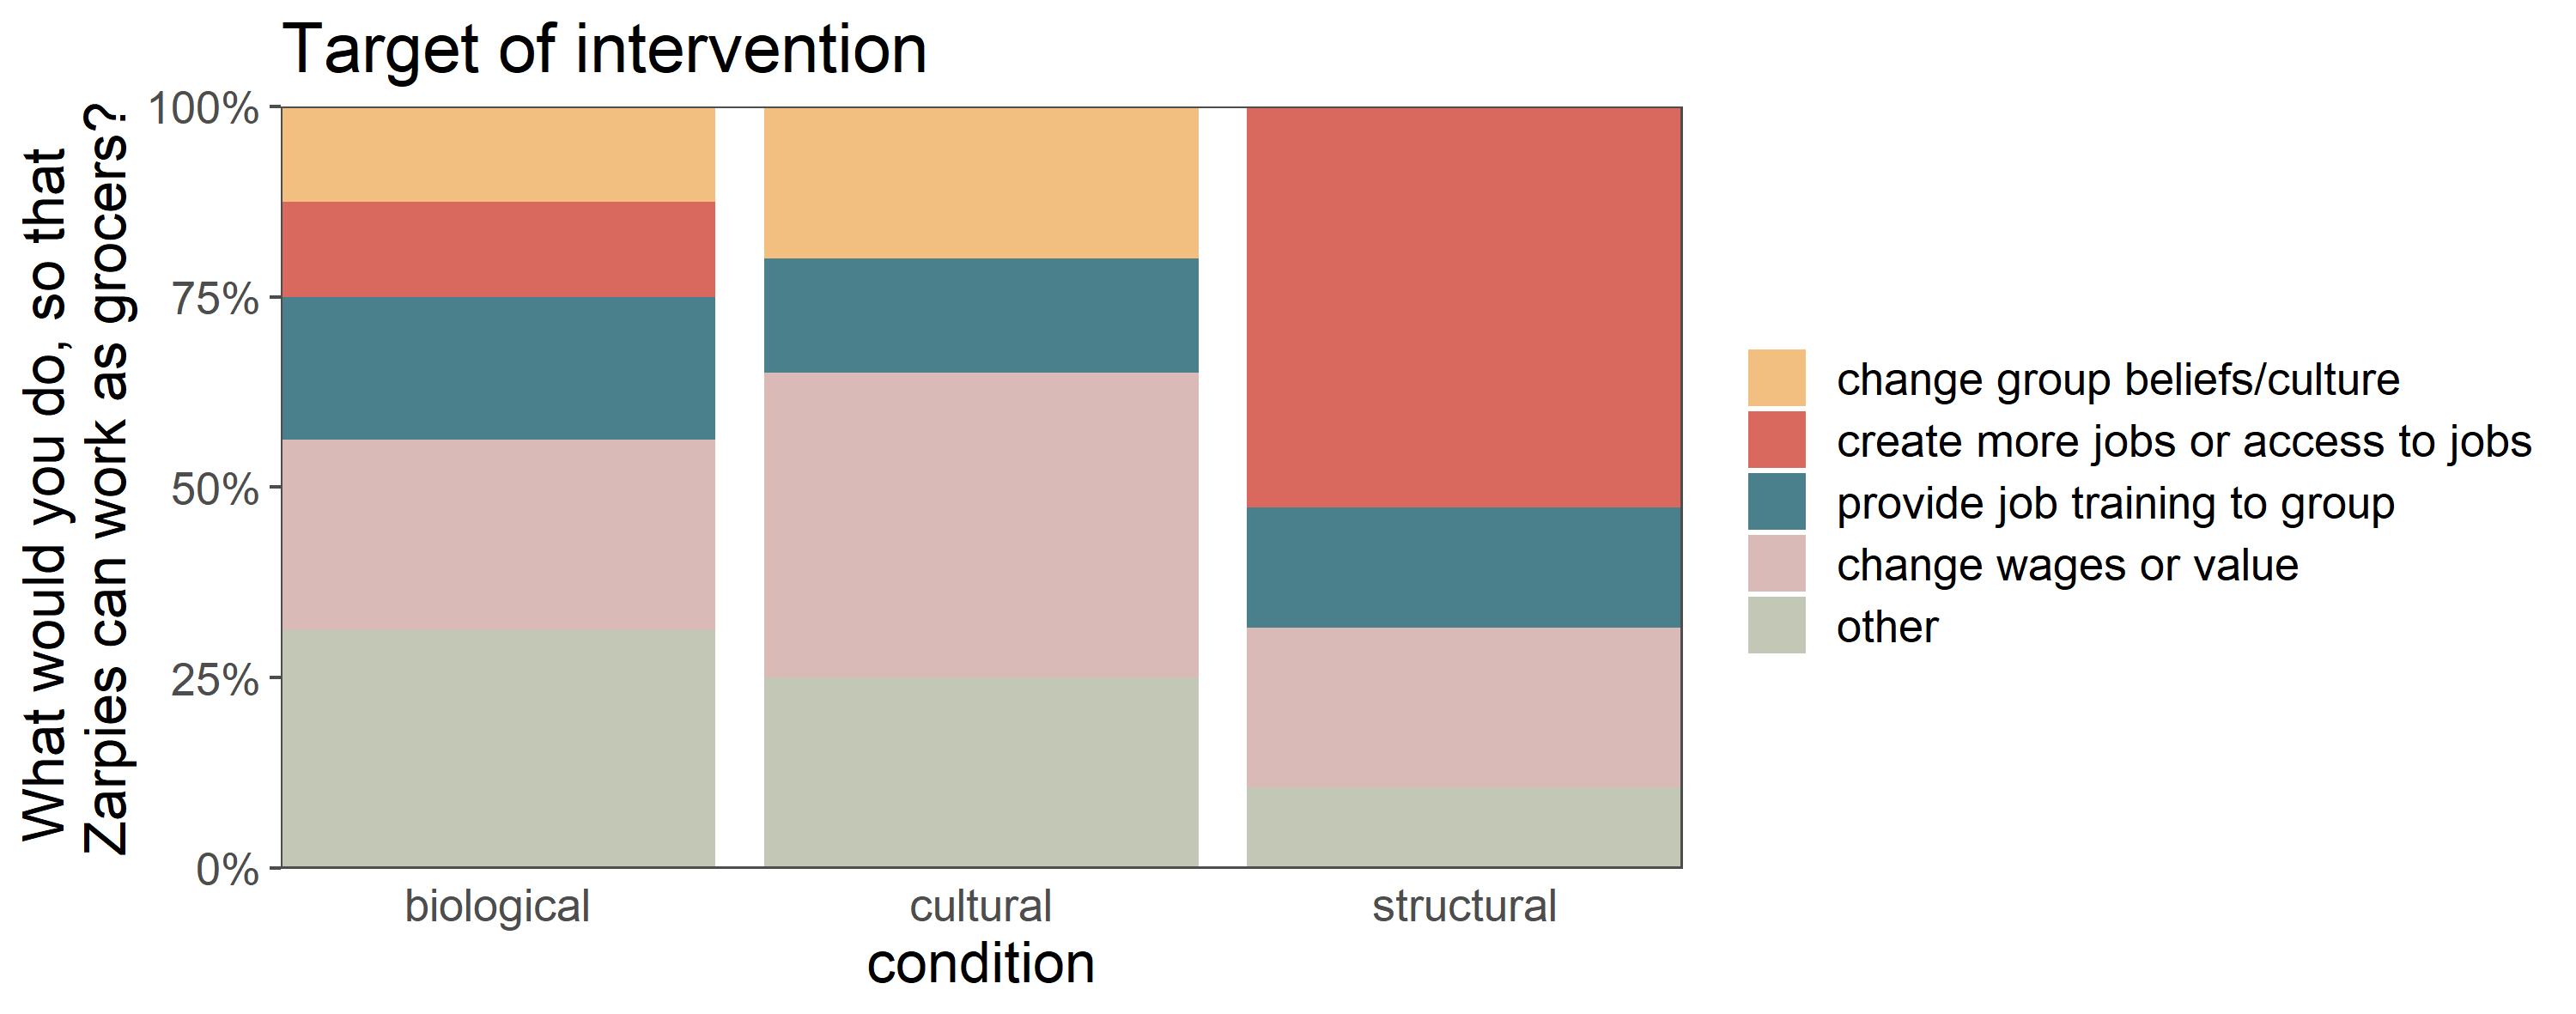 Target of intervention
What would you do, so that
Zarpies can work as grocers?
100%
75%
50%
25%
0%
biological
cultural
structural
condition
change group beliefs/culture
create more jobs or access to jobs
provide job training to group
change wages or value
other